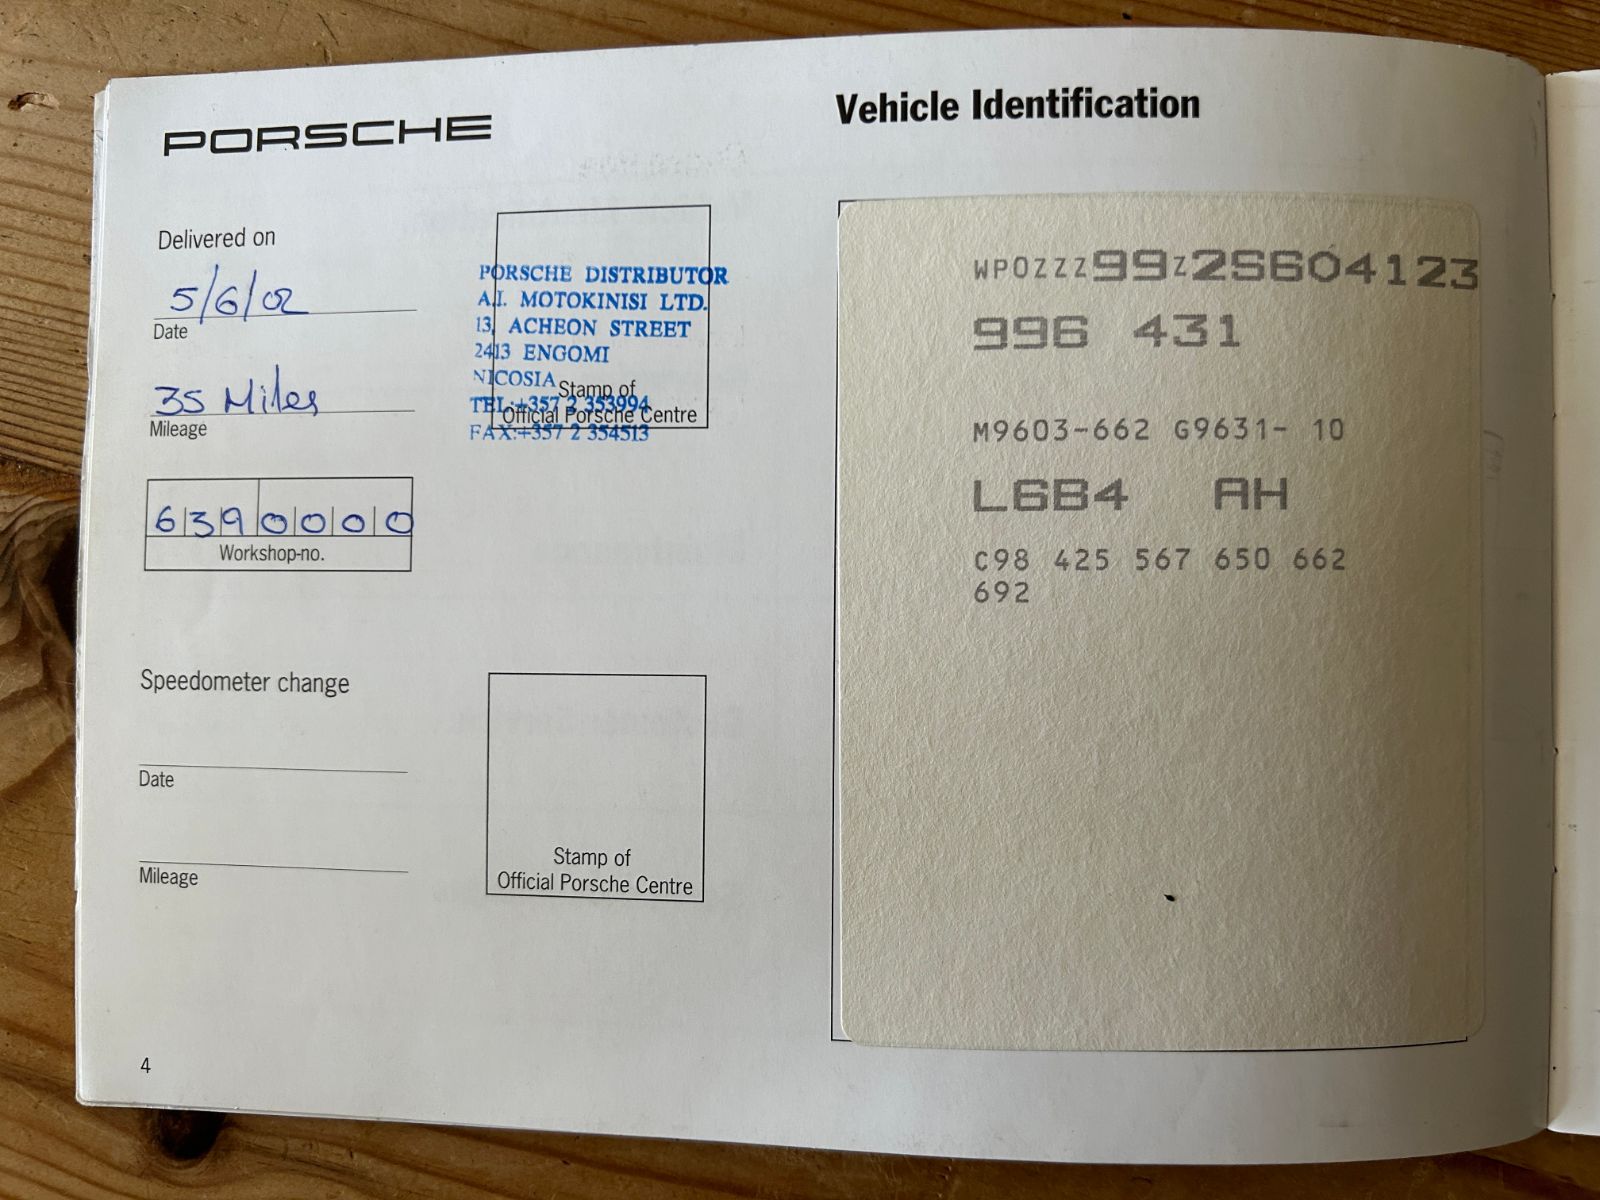 PORSCHE
Delivered on
5/6/02
Date
35 Miles
Mileage
6390000
Workshop-no.
PORSCHE DISTRIBUTOR
A.I. MOTOKINISI LTD.
13, ACHEON STREET
2413 ENGOMI
NICOSIA
TEL:+357 2 353994
FAX:+357 2 354513
Stamp of
Official Porsche Centre
Speedometer change
Date
Mileage
Stamp of
Official Porsche Centre
4
Vehicle Identification
WP0ZZZ99Z2S604123
996 431
M9603-662 G9631- 10
L6B4 AH
C98 425 567 650 662
692